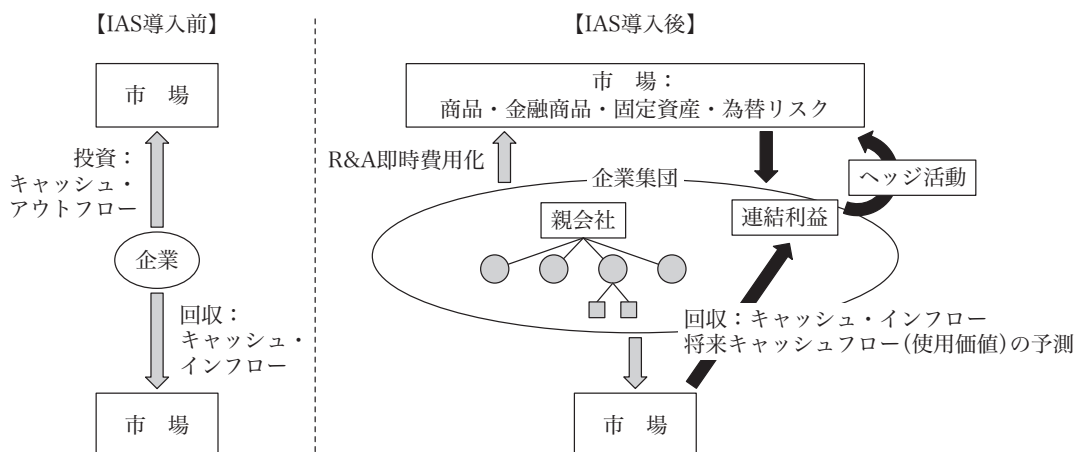 【IAS導入前】
市　場
投資：
キャッシュ・
アウトフロー
企業
回収：
キャッシュ・
インフロー
市　場
【IAS導入後】
市　場：
商品・金融商品・固定資産・為替リスク
R&A即時費用化
企業集団
ヘッジ活動
親会社
連結利益
回収：キャッシュ・インフロー
将来キャッシュフロー(使用価値)の予測
市　場